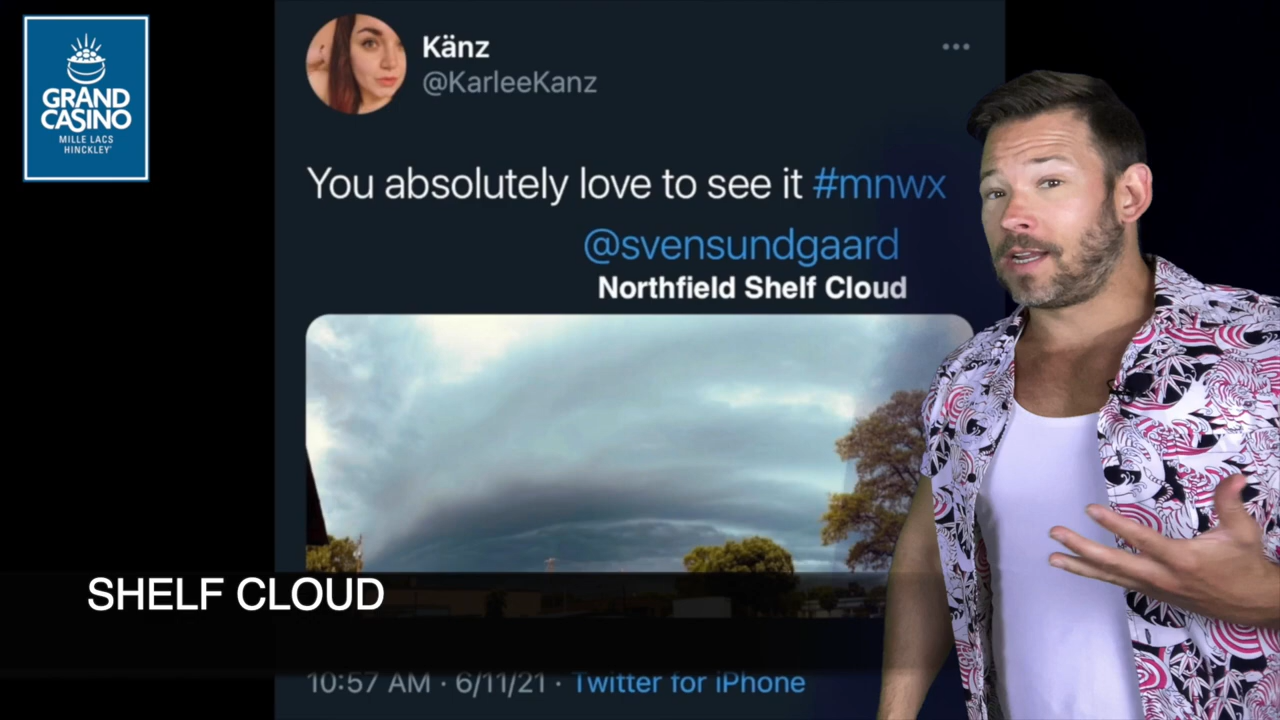 GRAND
CASINO
MILLE LACS
HINCKLEY
Känz
@KarleeKanz
You absolutely love to see it #mnwx
@svensundgaard
Northfield Shelf Cloud
SHELF CLOUD
10:57 AM · 6/11/21 · Twitter for iPhone